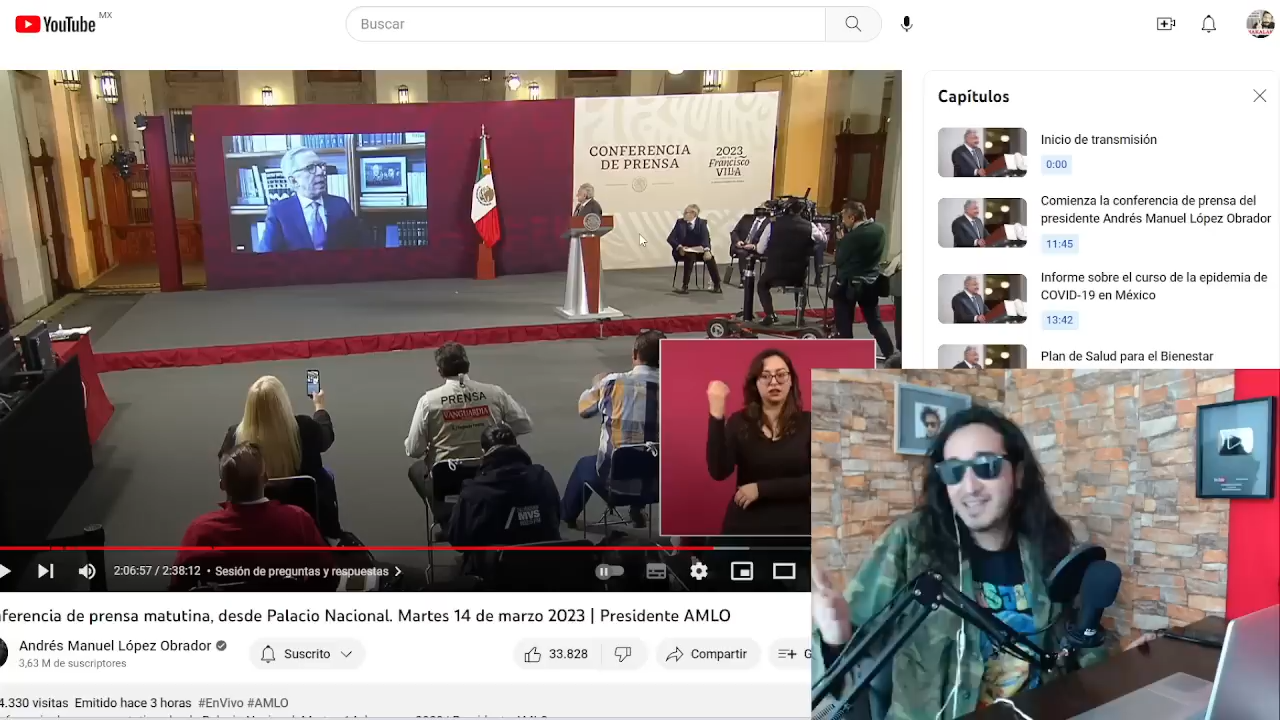 YouTube MX
Buscar
Capítulos
Inicio de transmisión
0:00
Comienza la conferencia de prensa del
presidente Andrés Manuel López Obrador
11:45
Informe sobre el curso de la epidemia de
COVID-19 en México
13:42
Plan de Salud para el Bienestar
CONFERENCIA
DE PRENSA
2023
Francisco
VILLA
PRENSA
VANGUARDIA
MVS
2:06:57 / 2:38:12 • Sesión de preguntas y respuestas
nferencia de prensa matutina, desde Palacio Nacional. Martes 14 de marzo 2023 | Presidente AMLO
Andrés Manuel López Obrador
3,63 M de suscriptores
Suscrito
33.828
Compartir
G
4.330 visitas Emitido hace 3 horas #EnVivo #AMLO